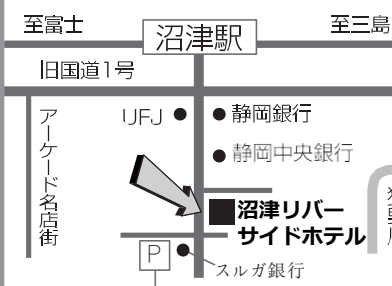 至富士
沼津駅
至三島
旧国道1号
アーケード名店街
UFJ
静岡銀行
静岡中央銀行
沼津リバー
サイドホテル
P
スルガ銀行